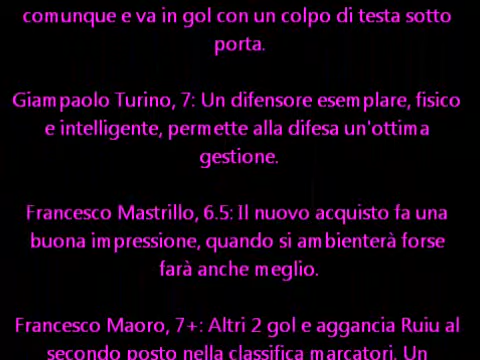 comunque e va in gol con un colpo di testa sotto
porta.
Giampaolo Turino, 7: Un difensore esemplare, fisico
e intelligente, permette alla difesa un'ottima
gestione.
Francesco Mastrillo, 6.5: Il nuovo acquisto fa una
buona impressione, quando si ambienterà forse
farà anche meglio.
Francesco Maoro, 7+: Altri 2 gol e aggancia Ruiu al
secondo posto nella classifica marcatori. Un